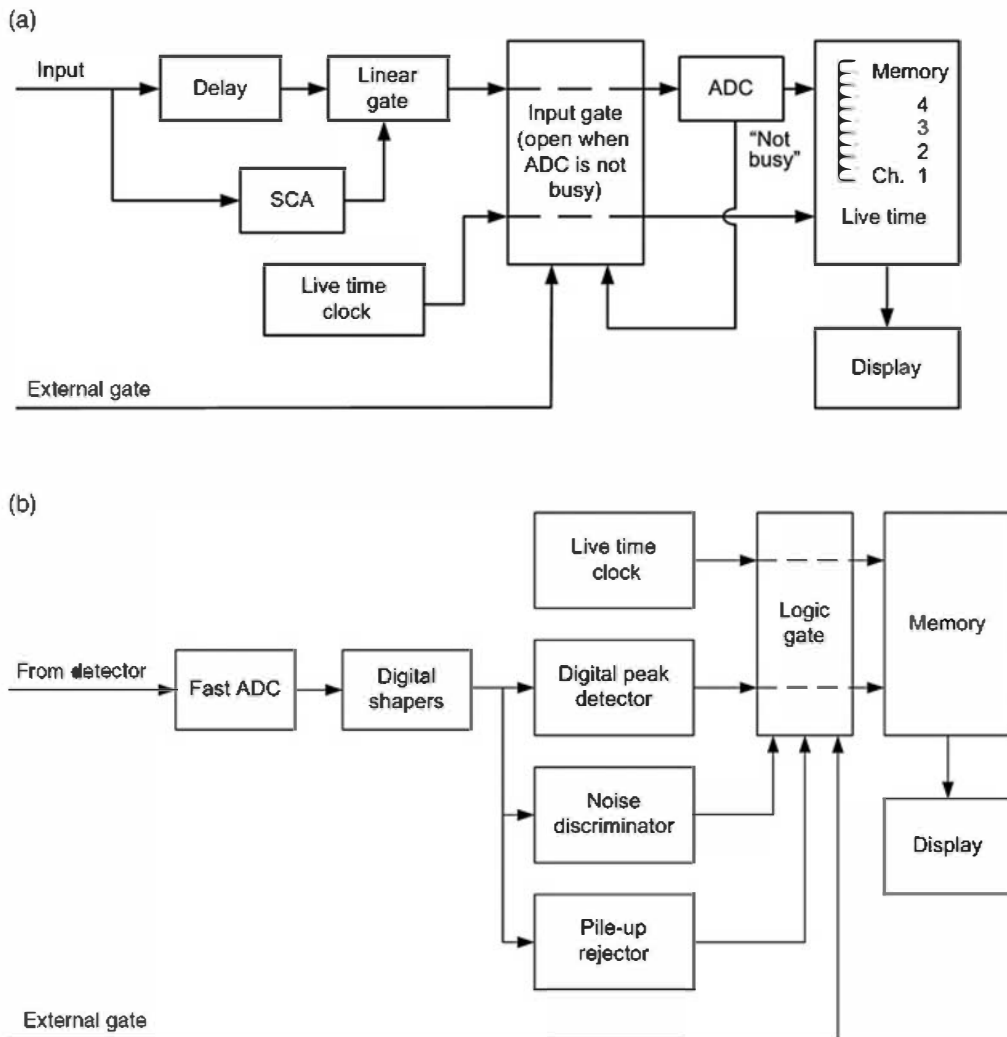 (a)
Input
Delay
Linear
gate
SCA
Live time
clock
External gate
Input gate
(open when
ADC is not
busy)
ADC
“Not
busy”
Memory
4
3
2
Ch. 1
Live time
Display
(b)
From detector
Fast ADC
Digital
shapers
Live time
clock
Digital peak
detector
Noise
discriminator
Pile-up
rejector
Logic
gate
Memory
Display
External gate